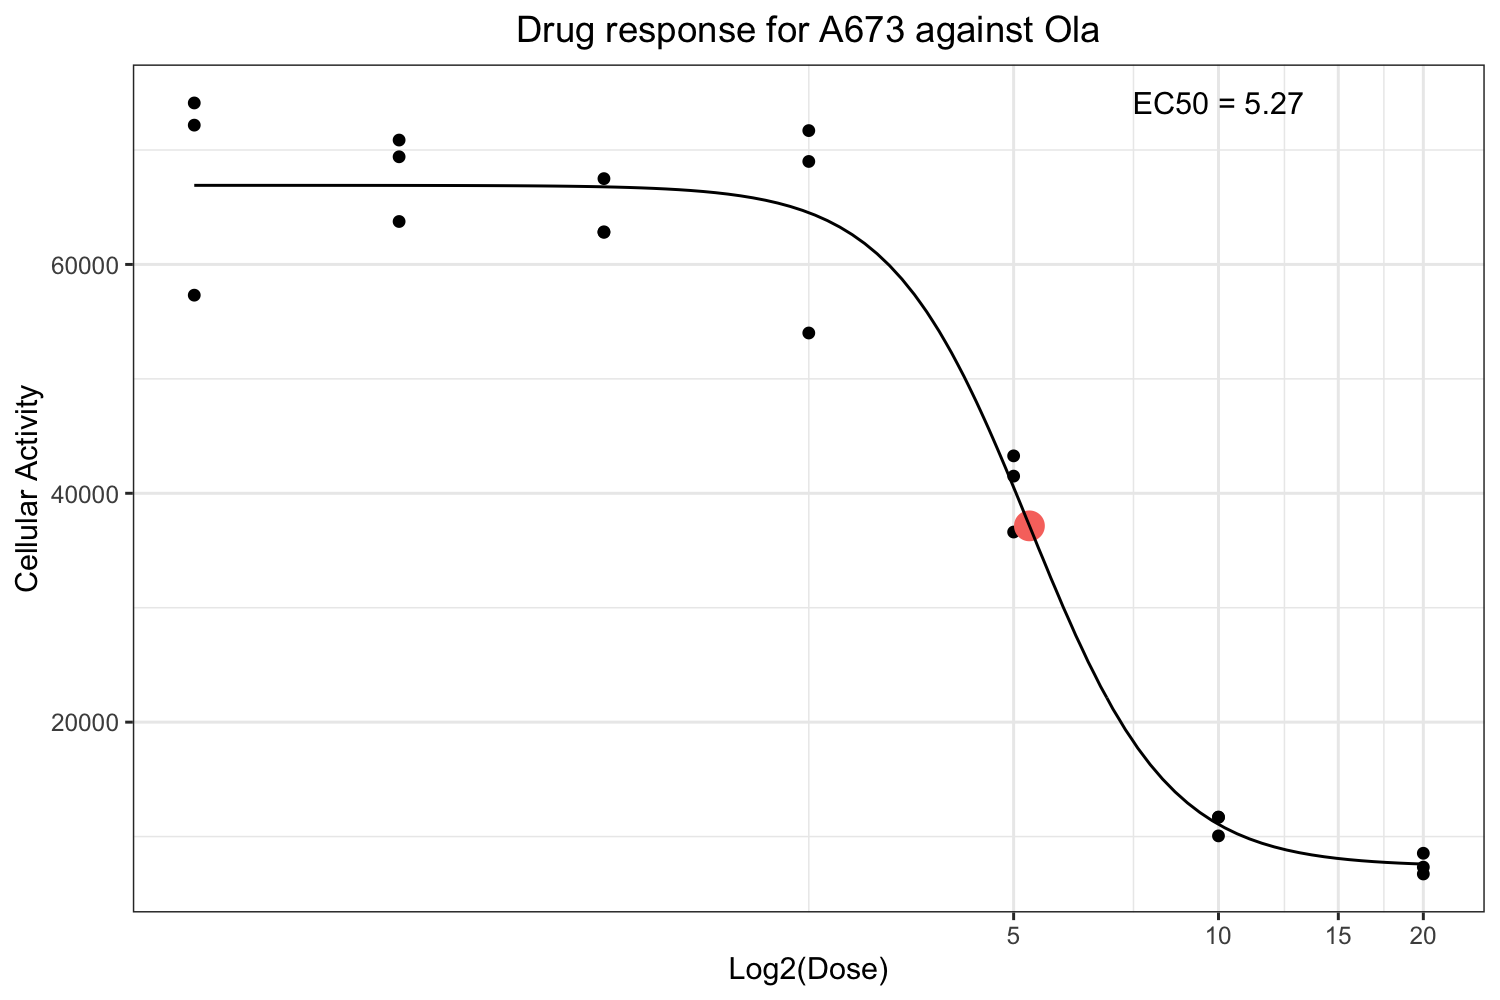 Drug response for A673 against Ola
EC50 = 5.27
Cellular Activity
60000
40000
20000
5 10 15 20
Log2(Dose)